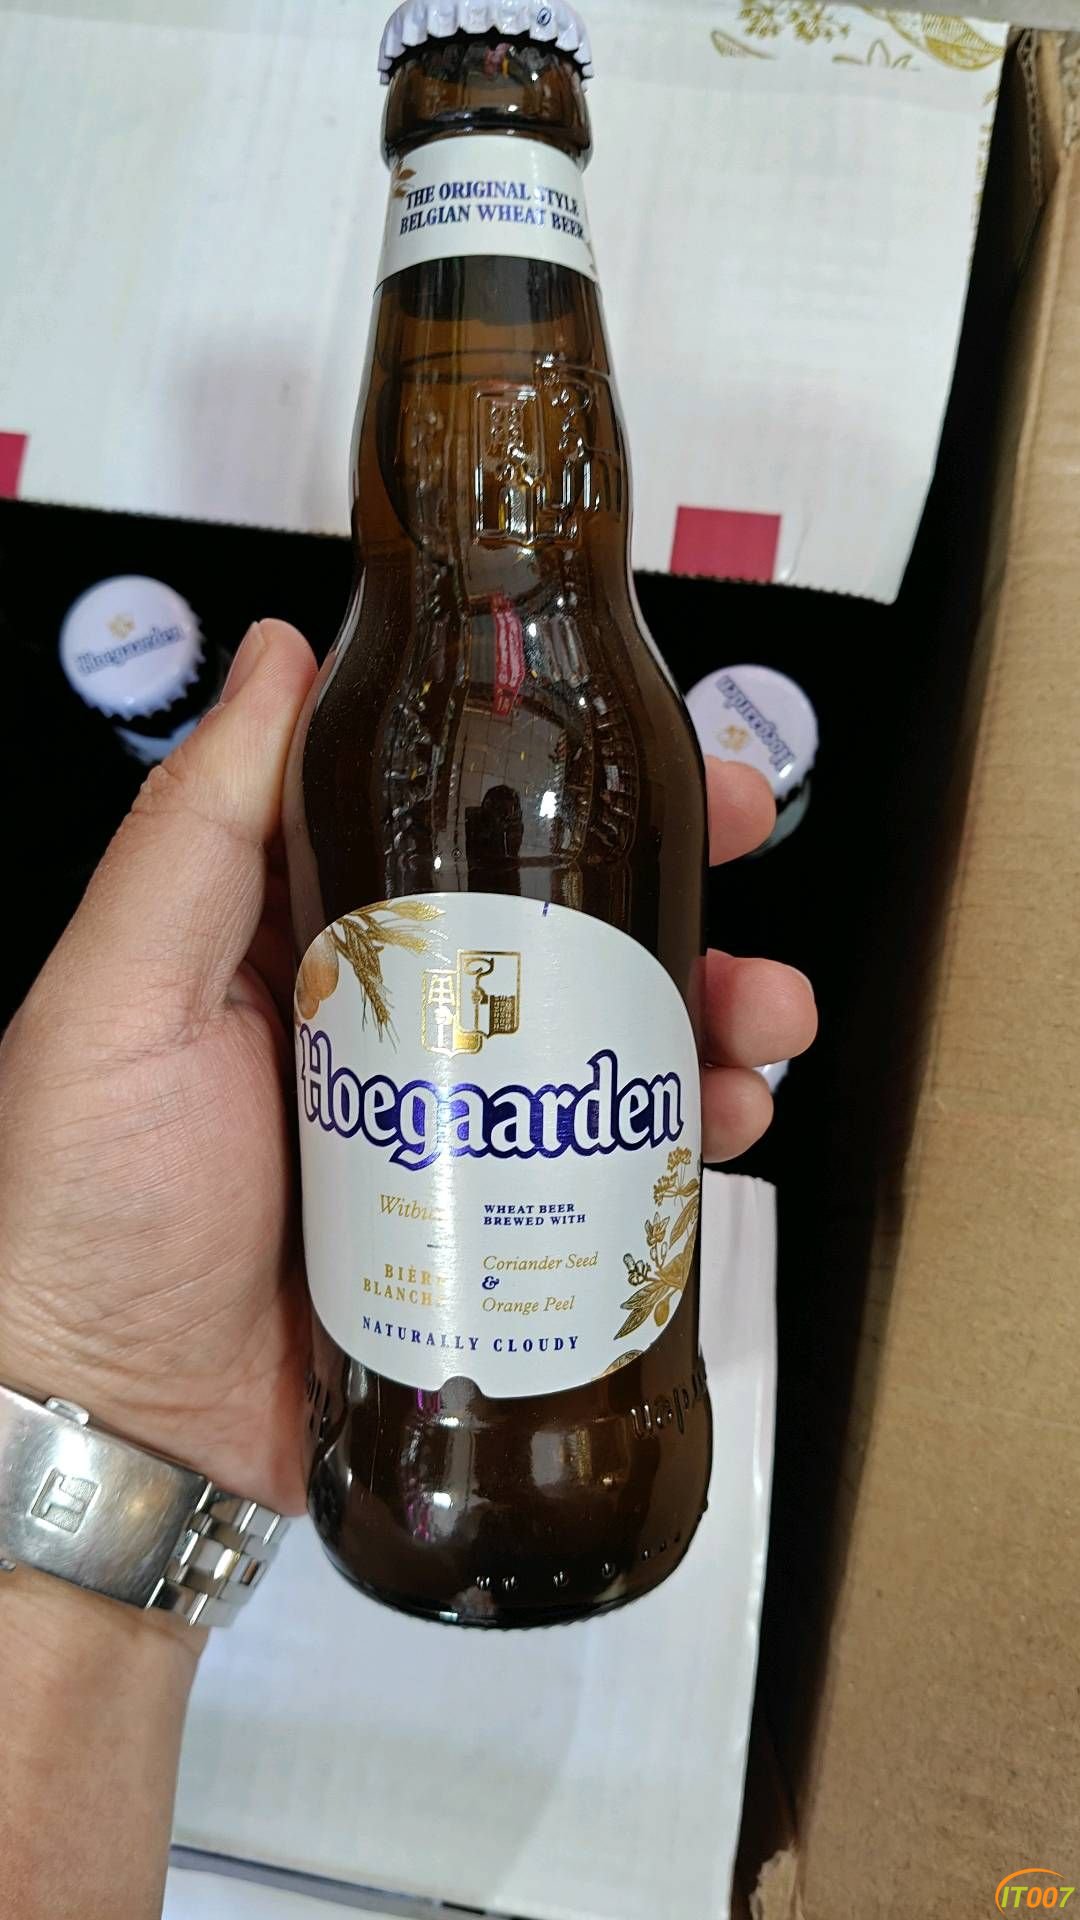 THE ORIGINAL STYLE
BELGIAN WHEAT BEER
Hoegaarden
Hoegaarden
Hoegaarden
WHEAT BEER
BREWED WITH
Coriander Seed
&
Orange Peel
NATURALLY CLOUDY
IT007